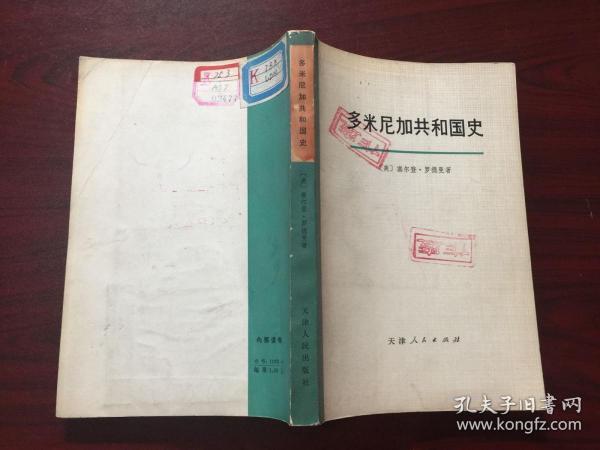 多米尼加共和国史
〔美〕塞尔登·罗德曼著
天津人民出版社
多米尼加共和国史
〔美〕塞尔登·罗德曼著
天津人民出版社
K
内部读物
孔夫子旧书网
www.kongfz.com